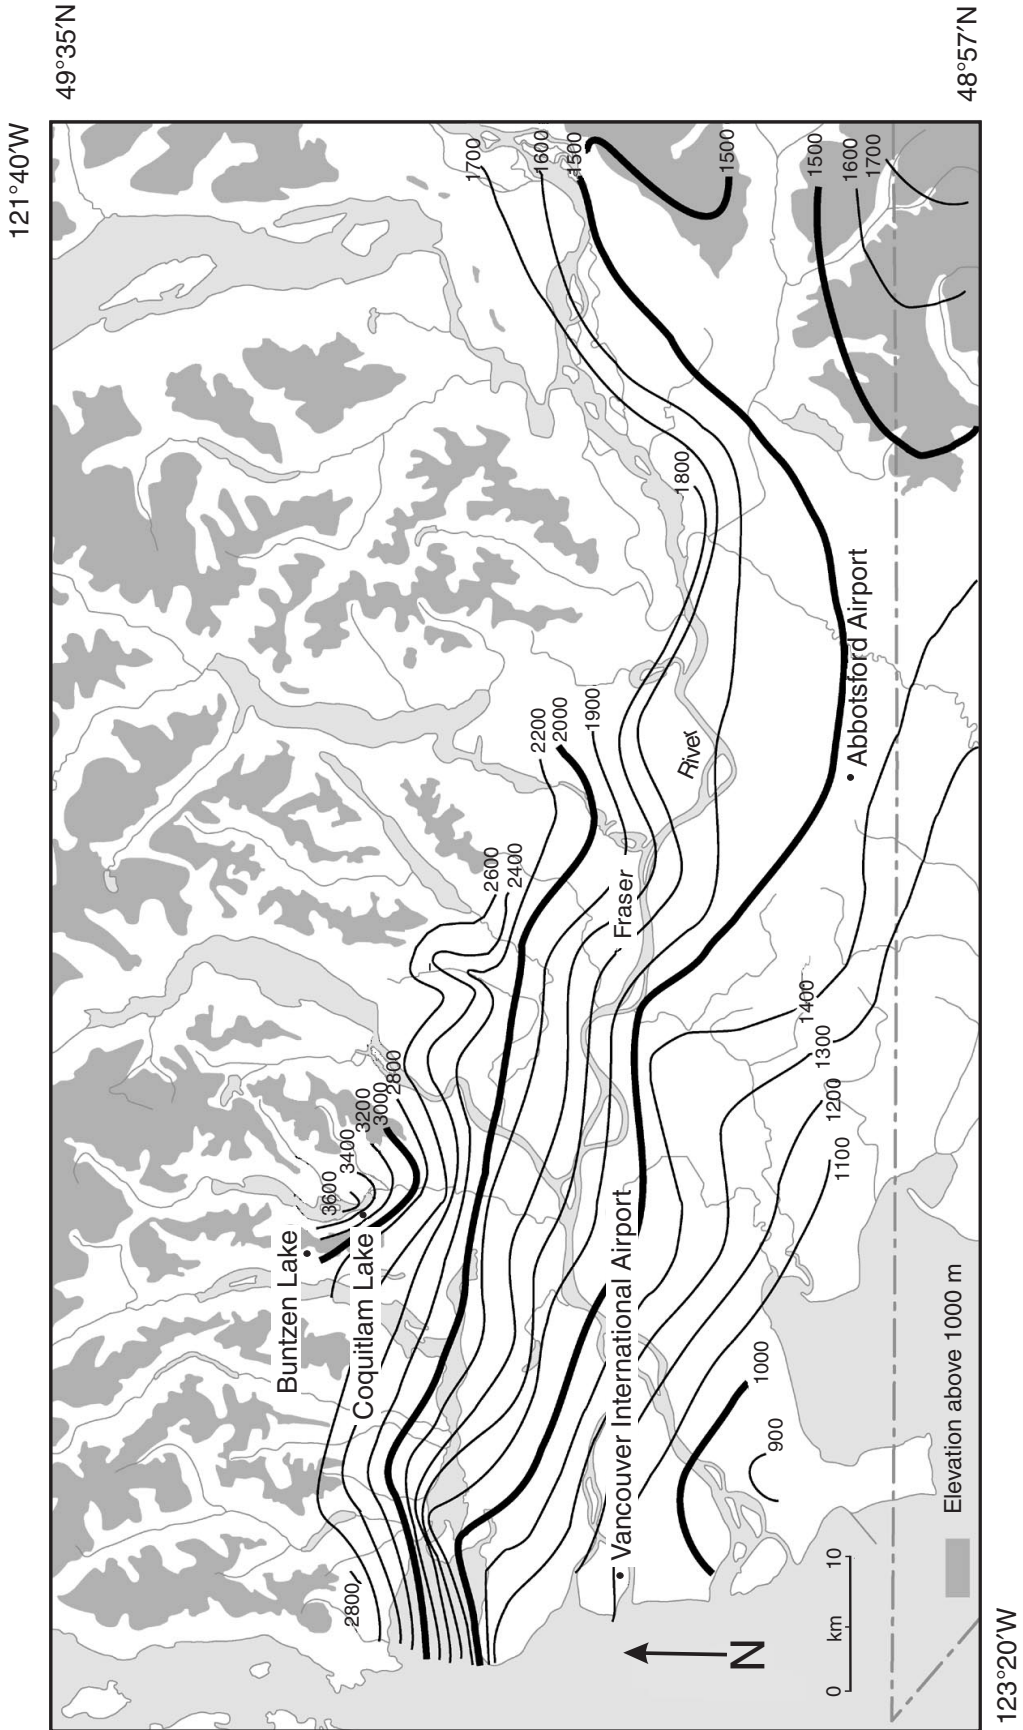 49°35′N
121°40′W
48°57′N
1700
1600
1500
1500
1500
1600
1700
1800
2200
2000
1900
River
Abbotsford Airport
2600
2400
Fraser
1400
1300
1200
1100
2800
3000
3200
3400
3600
Buntzen Lake
Coquitlam Lake
Vancouver International Airport
1000
900
2800
Elevation above 1000 m
0
km
10
N
123°20′W